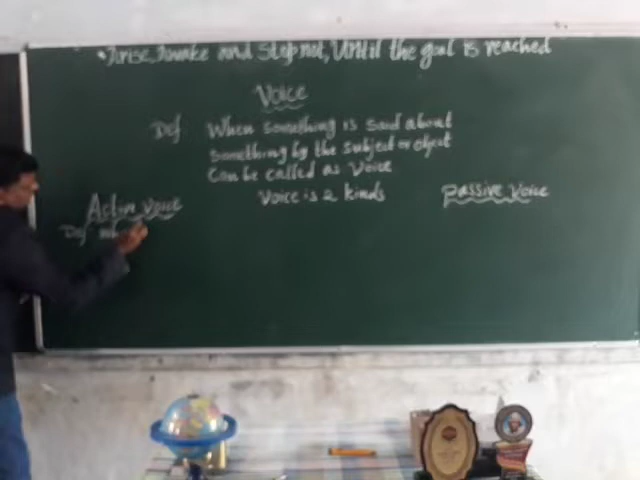 Arise, Awake and Stop not, Until the goal is reached
Voice
Def When something is said about
something by the subject or object
can be called as voice
Voice is 2 kinds
Active Voice
Passive Voice
Def